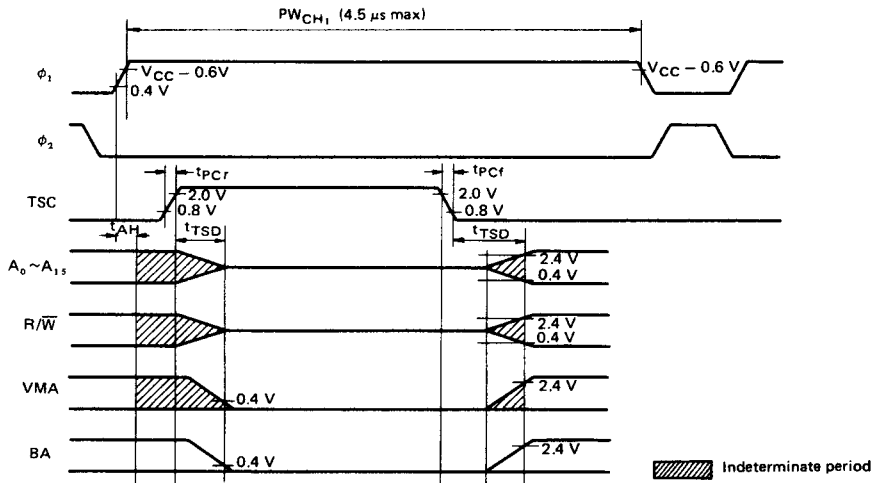 PW_CH1 (4.5 μs max)
ϕ₁
V_CC − 0.6V
0.4 V
V_CC − 0.6 V
ϕ₂
t_PCr
t_PCf
TSC
2.0 V
0.8 V
2.0 V
0.8 V
t_AH
t_TSD
t_TSD
A₀~A₁₅
2.4 V
0.4 V
R/W̅
2.4 V
0.4 V
VMA
0.4 V
2.4 V
BA
0.4 V
2.4 V
Indeterminate period